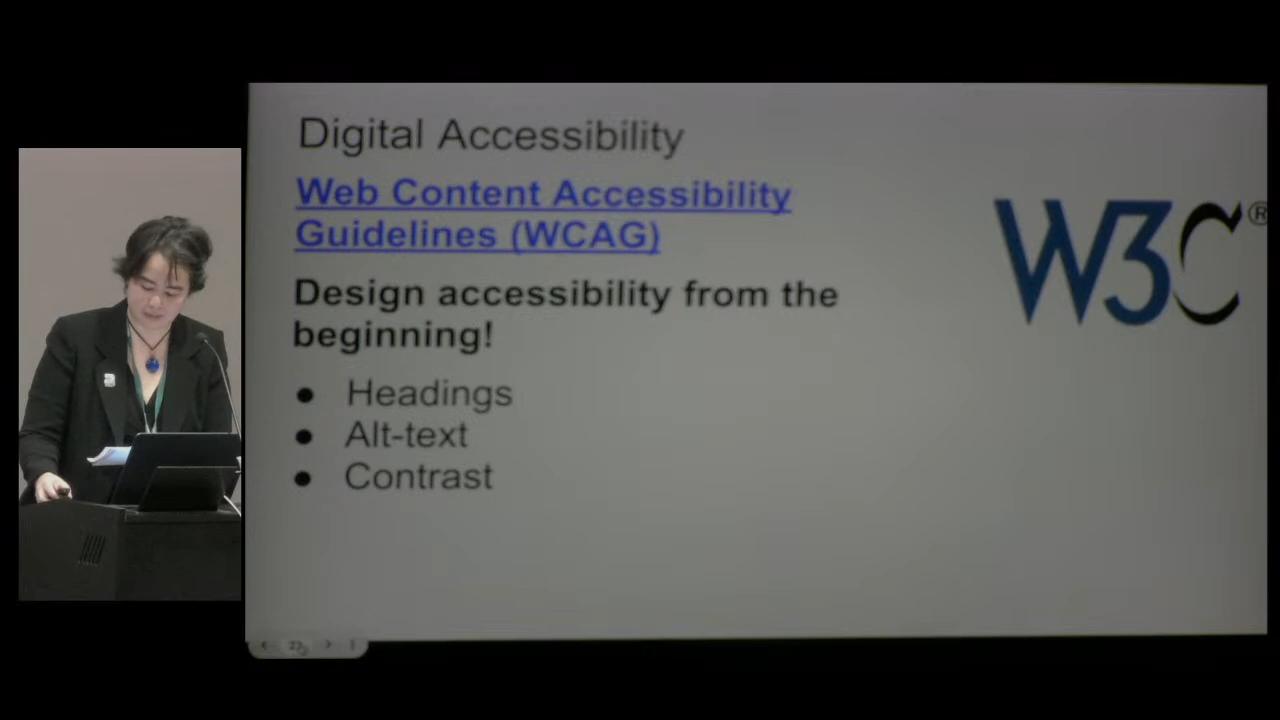 Digital Accessibility
Web Content Accessibility
Guidelines (WCAG)
W3C®
Design accessibility from the
beginning!
● Headings
● Alt-text
● Contrast